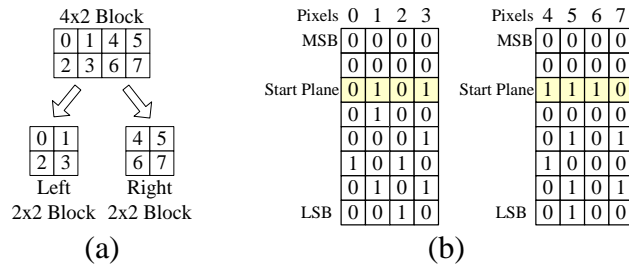 4x2 Block
0 1 4 5
2 3 6 7
0 1
2 3
4 5
6 7
Left
2x2 Block
Right
2x2 Block
(a)
Pixels 0 1 2 3
MSB 0 0 0 0
0 0 0 0
Start Plane 0 1 0 1
0 1 0 0
0 0 0 1
1 0 1 0
0 1 0 1
LSB 0 0 1 0
Pixels 4 5 6 7
MSB 0 0 0 0
0 0 0 0
Start Plane 1 1 1 0
0 0 0 0
0 1 0 1
1 0 0 0
0 1 0 1
LSB 0 1 0 0
(b)